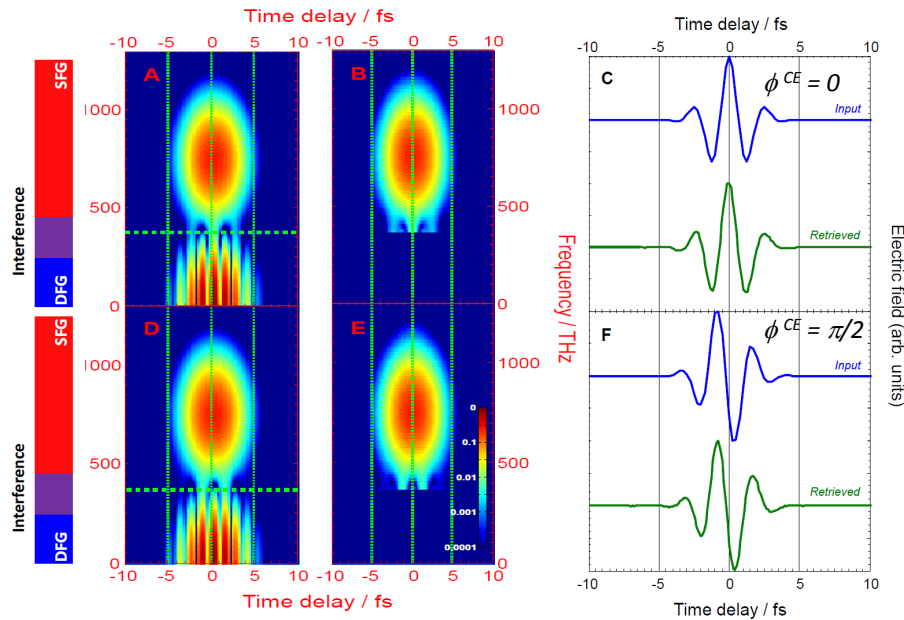 Time delay / fs
-10 -5 0 5 10 -10 -5 0 5 10
Time delay / fs
-10 -5 0 5 10
SFG
Interference
DFG
A
1000
500
0
B
1000
500
0
Frequency / THz
C
ϕ CE = 0
Input
Retrieved
Electric field (arb. units)
SFG
Interference
DFG
D
1000
500
0
E
1000
500
0
0
0.1
0.01
0.001
0.0001
F
ϕ CE = π/2
Input
Retrieved
-10 -5 0 5 10 -10 -5 0 5 10
Time delay / fs
-10 -5 0 5 10
Time delay / fs